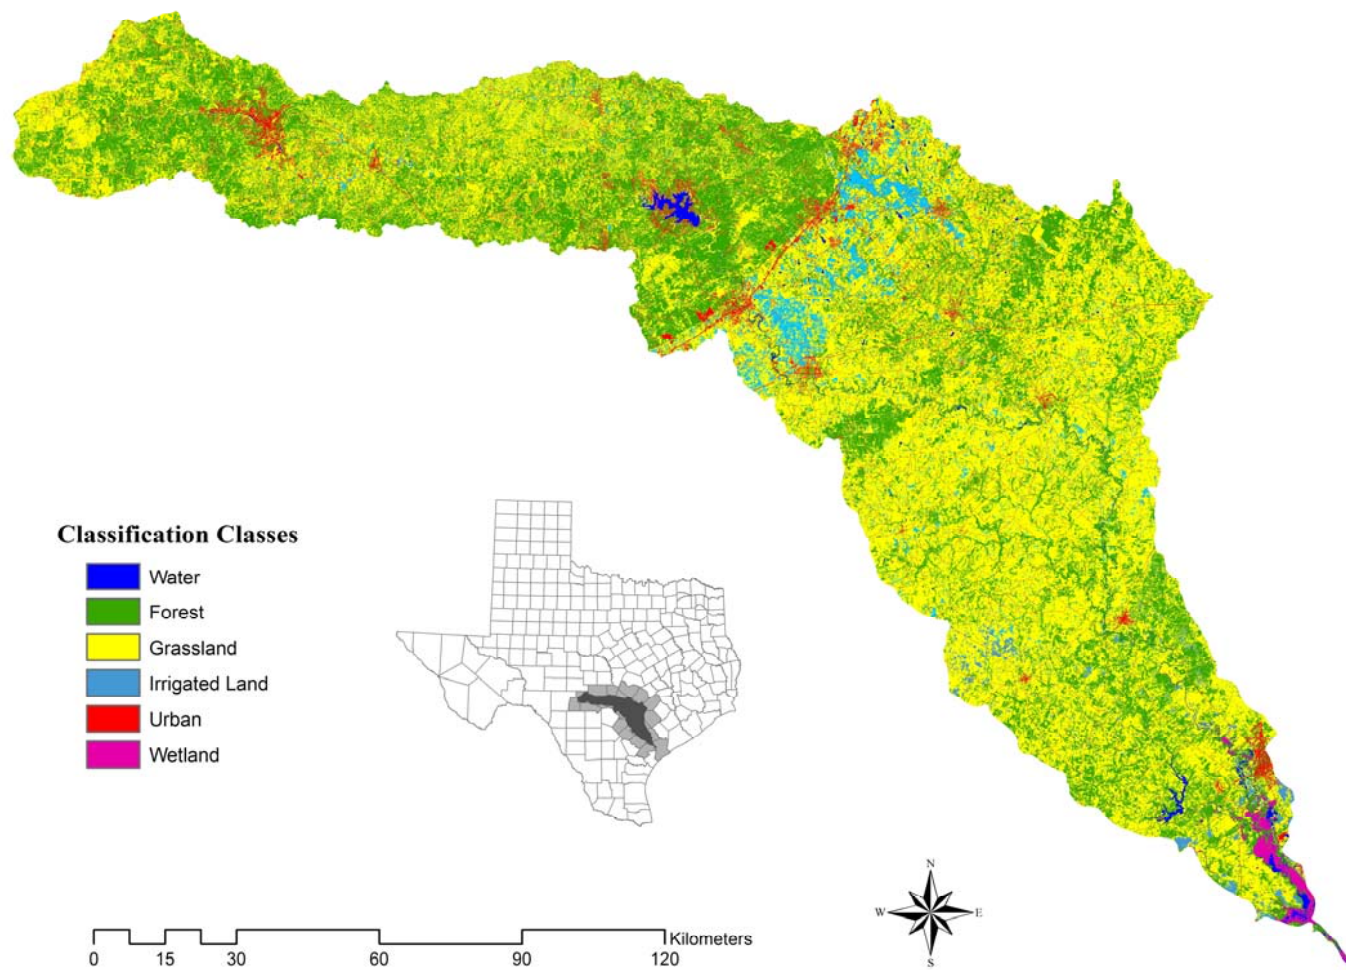 Classification Classes
Water
Forest
Grassland
Irrigated Land
Urban
Wetland
N
W E
S
Kilometers
0 15 30 60 90 120